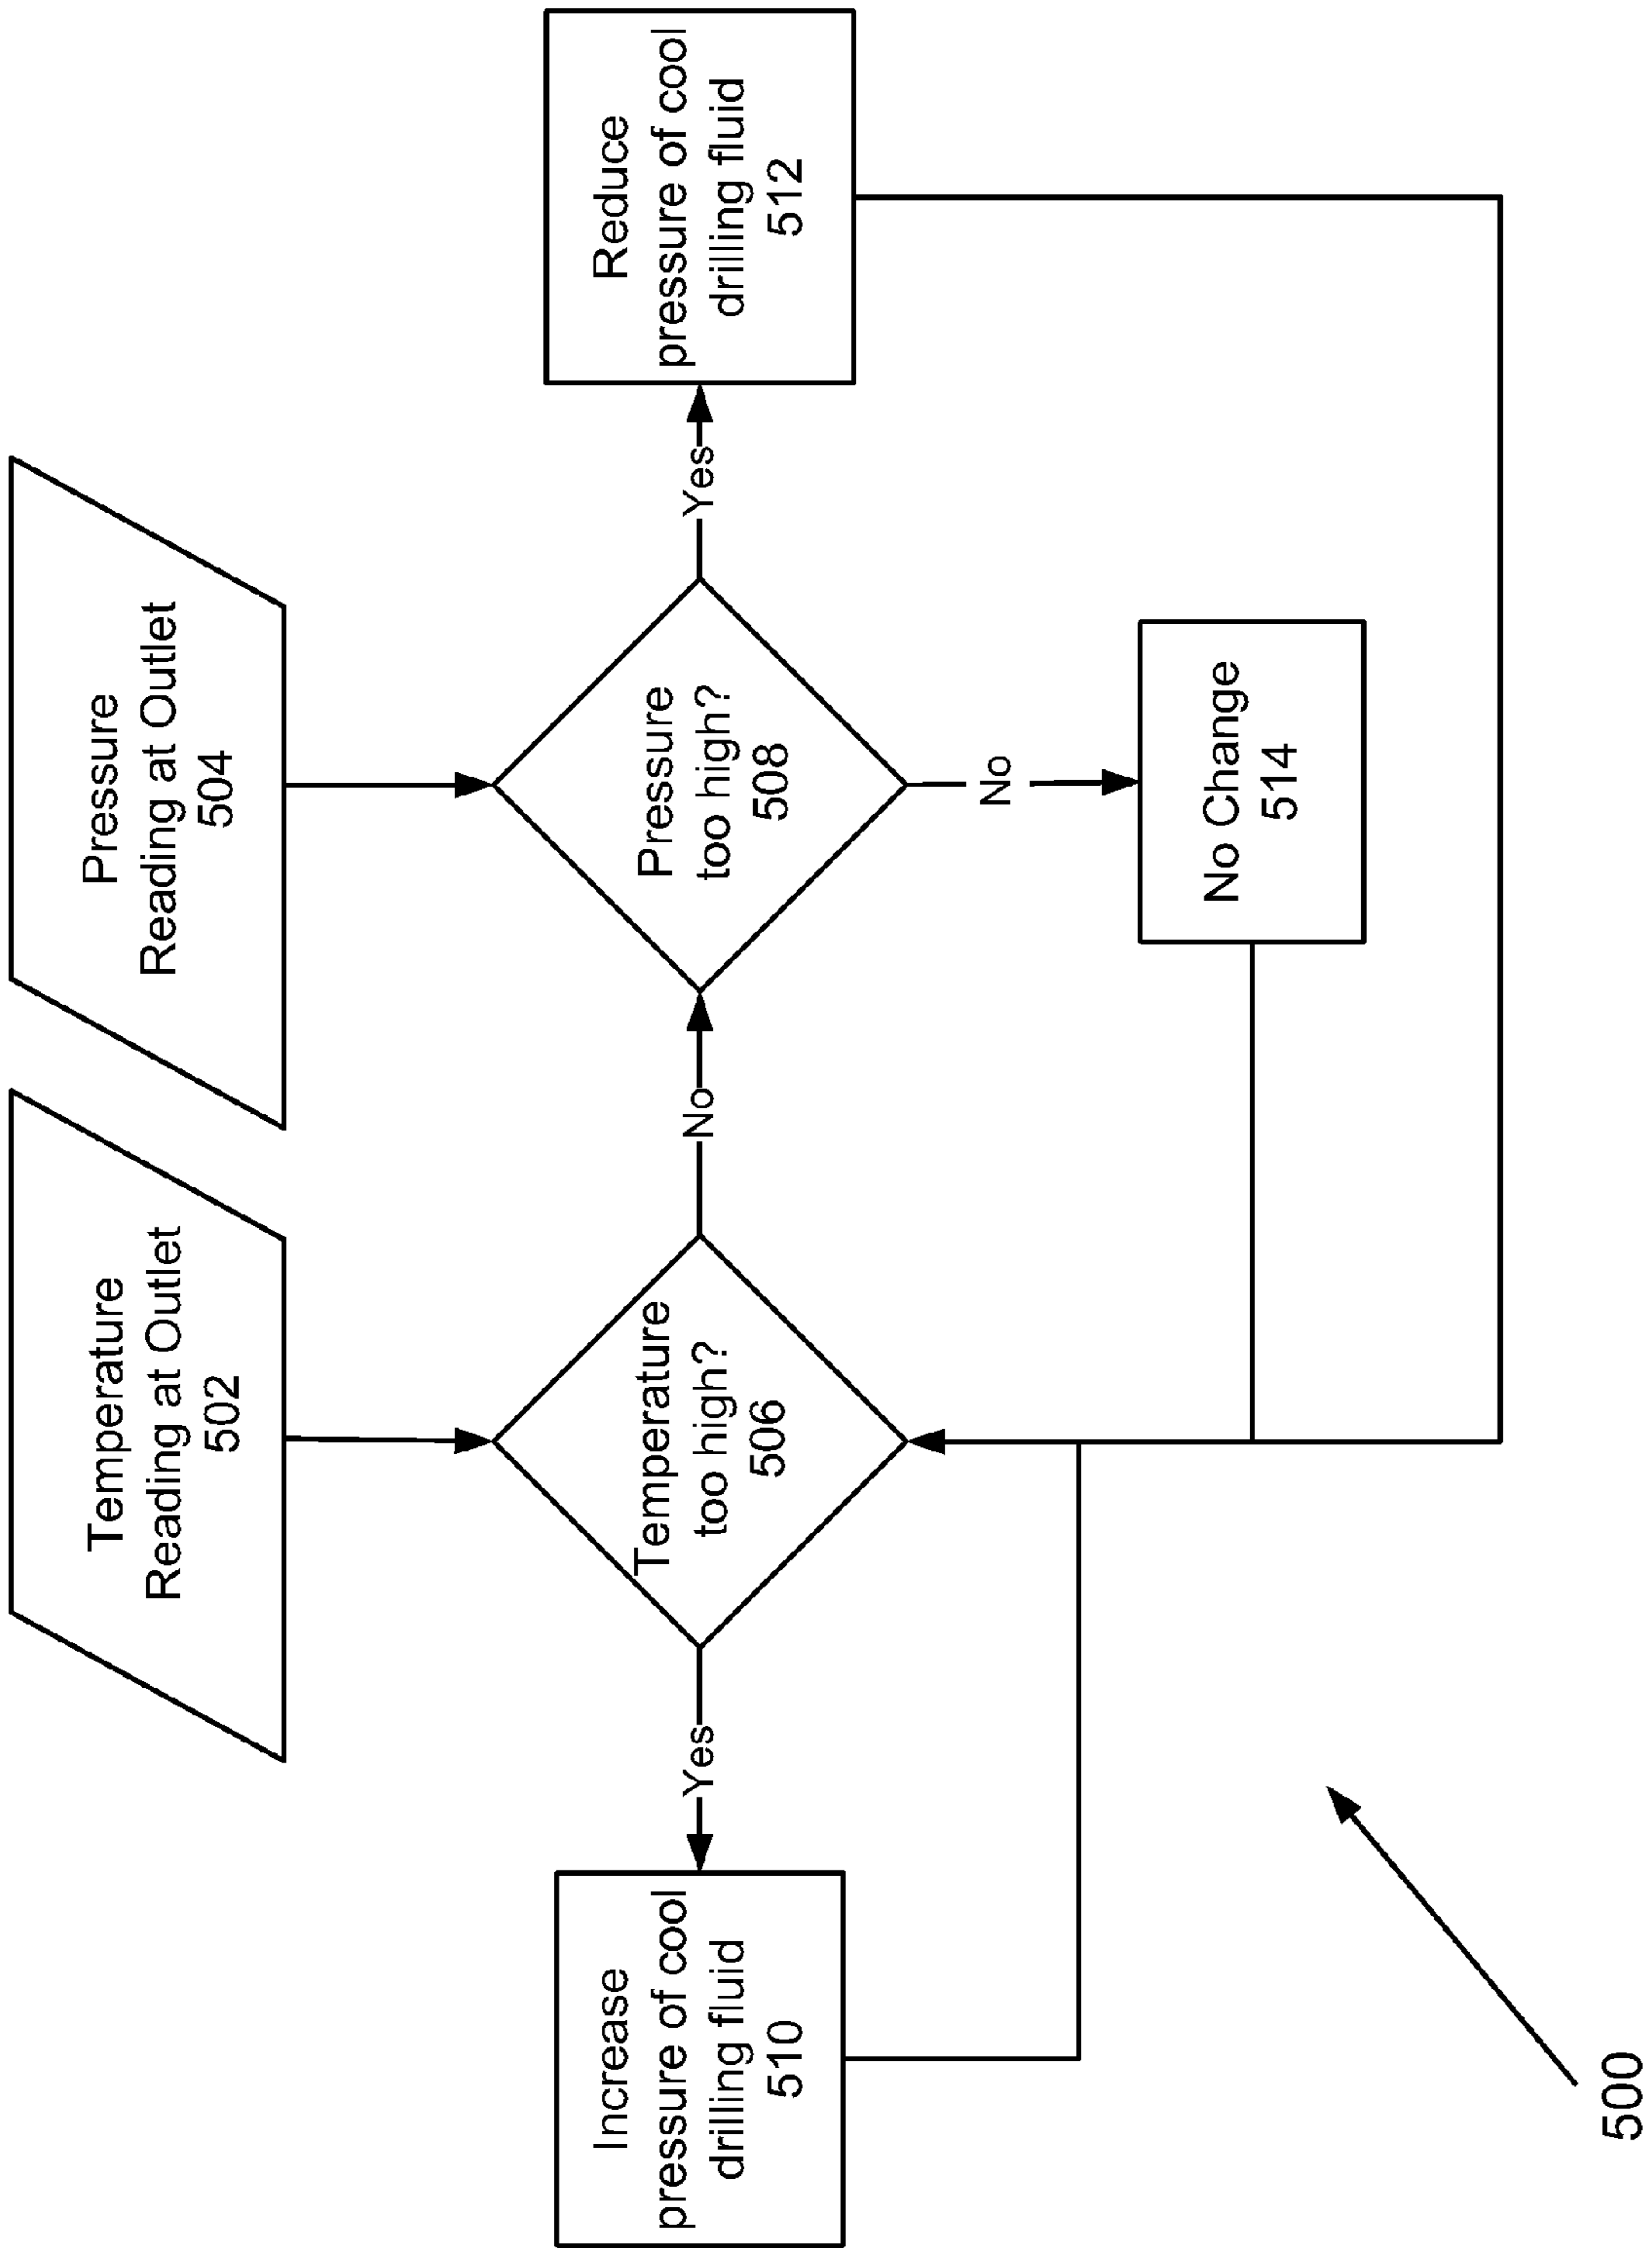 Temperature
Reading at Outlet
502
Pressure
Reading at Outlet
504
Increase
pressure of cool
drilling fluid
510
Yes
Temperature
too high?
506
No
Pressure
too high?
508
Yes
Reduce
pressure of cool
drilling fluid
512
No
No Change
514
500